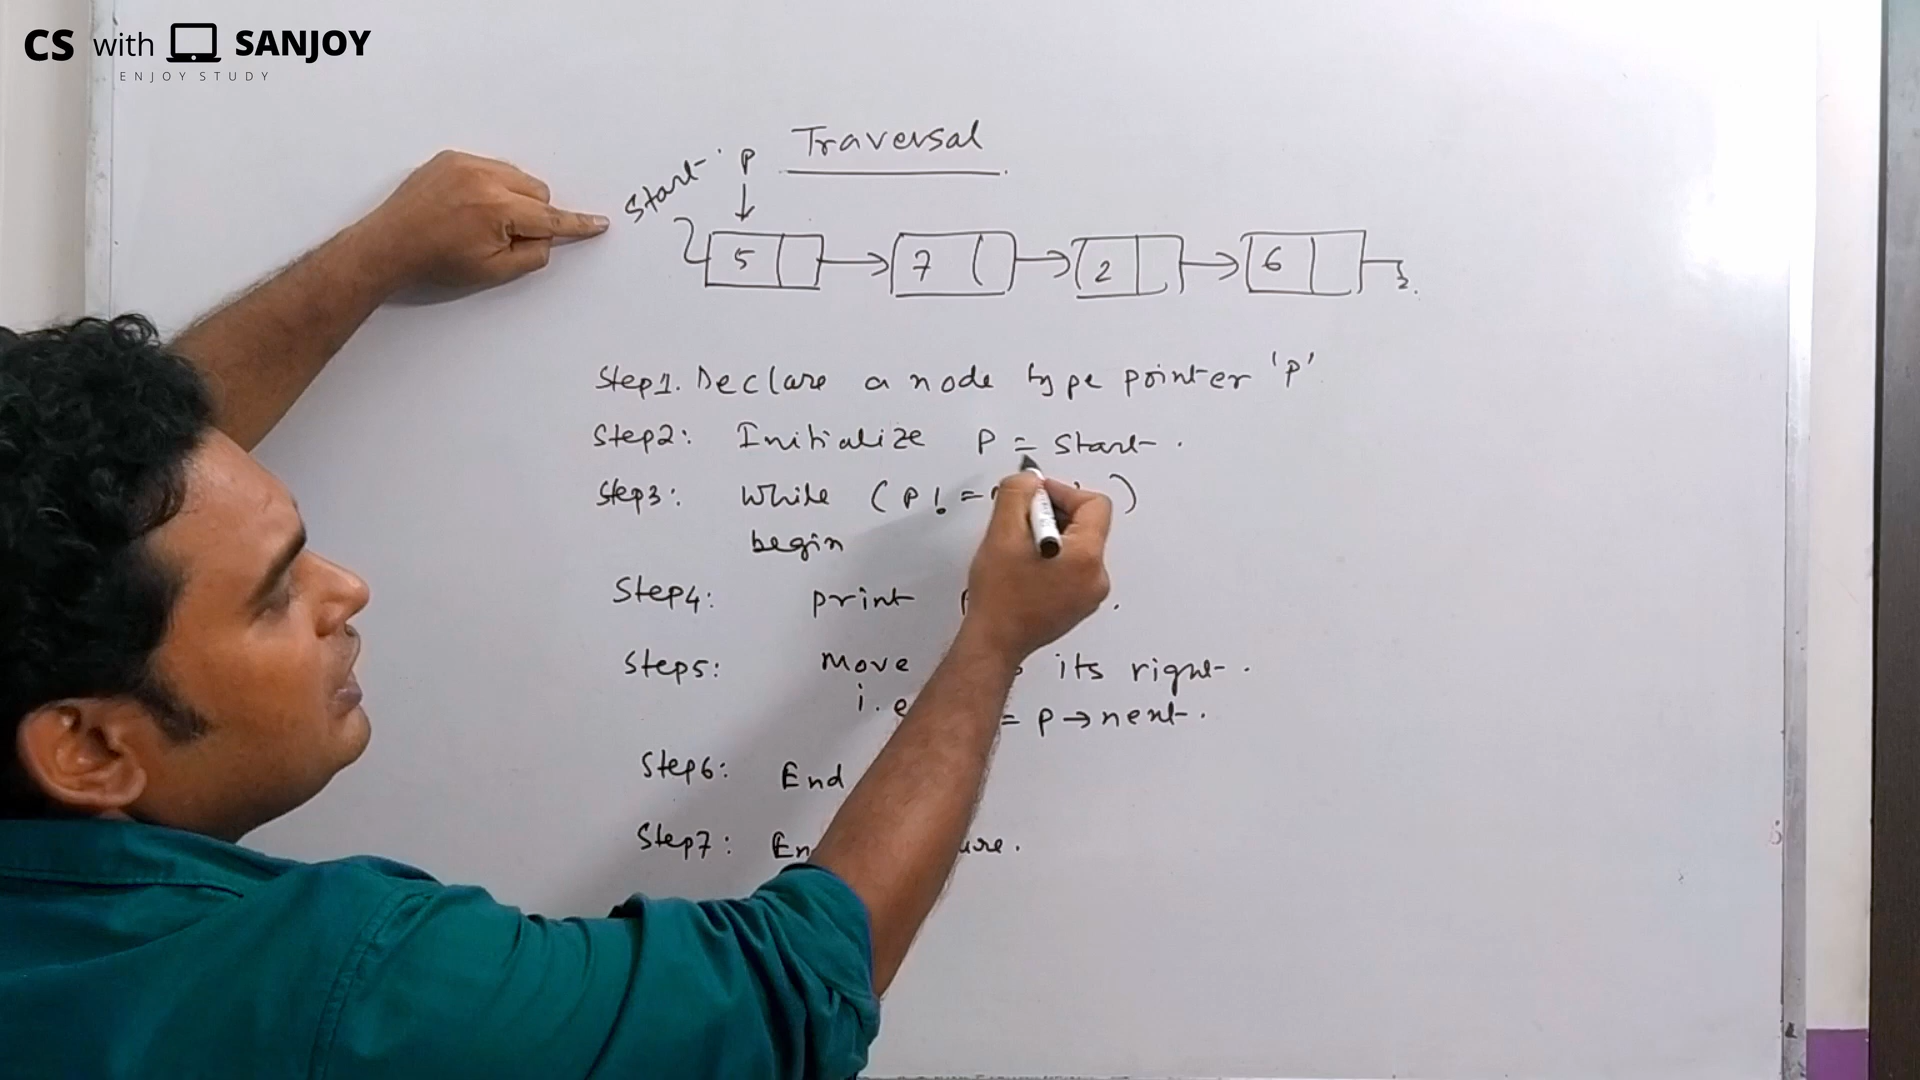 CS with SANJOY
ENJOY STUDY
Traversal
Start P
5 7 2 6
Step1. Declare a node type pointer 'p'
Step2: Initialize P = Start.
Step3: While (P! = )
begin
Step4: print .
Step5: Move its right.
i.e = P → next.
Step6: End
Step7: